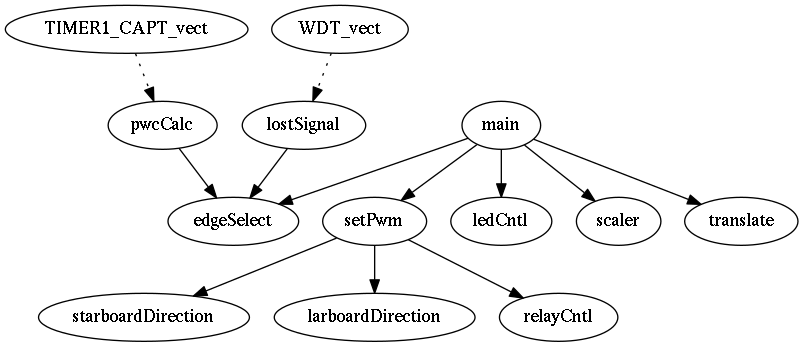 TIMER1_CAPT_vect
WDT_vect
pwcCalc
lostSignal
main
edgeSelect
setPwm
ledCntl
scaler
translate
starboardDirection
larboardDirection
relayCntl